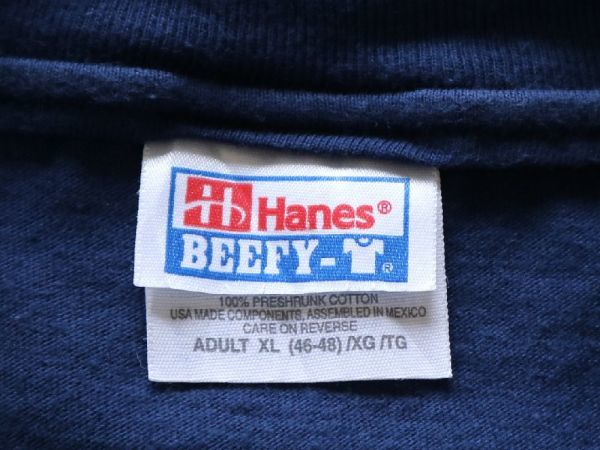 Hanes®
BEEFY-T®
100% PRESHRUNK COTTON
USA MADE COMPONENTS, ASSEMBLED IN MEXICO
CARE ON REVERSE
ADULT XL (46-48) /XG /TG